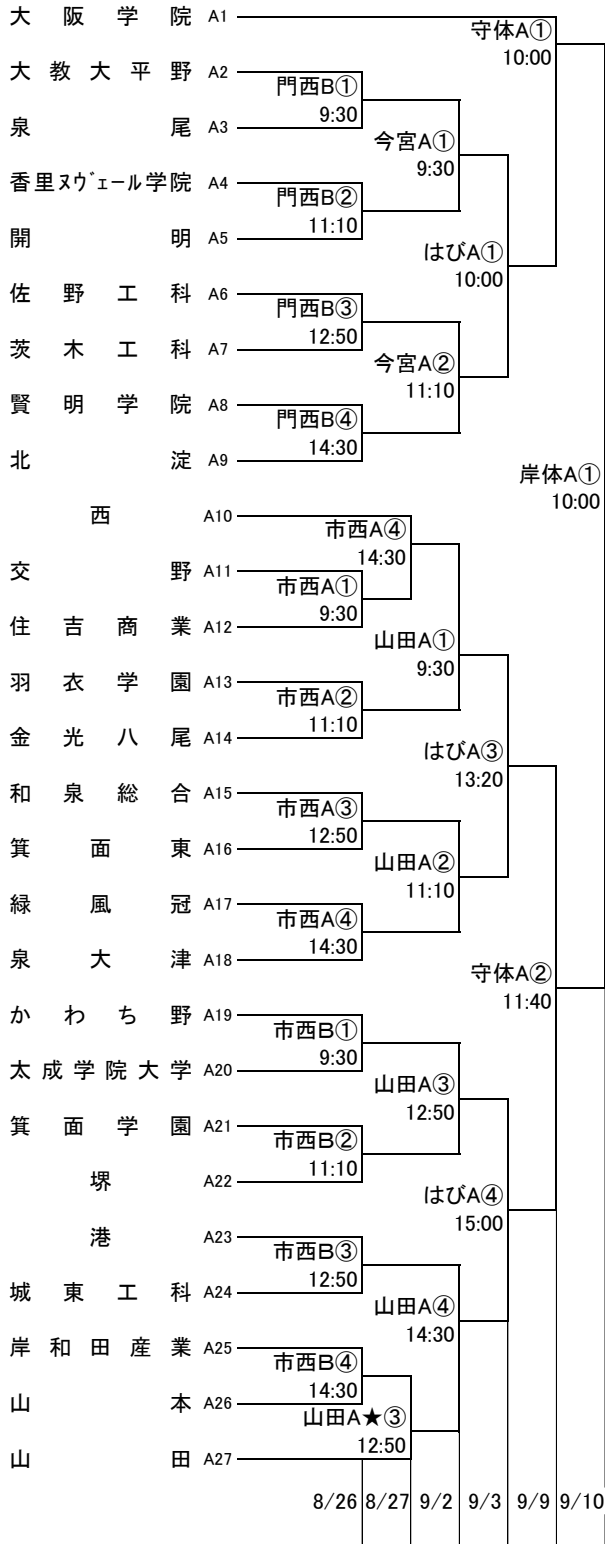 大阪学院 A1
守体A①
10:00
大教大平野 A2
門西B①
9:30
泉尾 A3
今宮A①
9:30
香里ヌヴェール学院 A4
門西B②
11:10
開明 A5
はびA①
10:00
佐野工科 A6
門西B③
12:50
茨木工科 A7
今宮A②
11:10
賢明学院 A8
門西B④
14:30
北淀 A9
岸体A①
10:00
西 A10
市西A④
14:30
交野 A11
市西A①
9:30
住吉商業 A12
山田A①
9:30
羽衣学園 A13
市西A②
11:10
金光八尾 A14
はびA③
13:20
和泉総合 A15
市西A③
12:50
箕面東 A16
山田A②
11:10
緑風冠 A17
市西A④
14:30
泉大津 A18
守体A②
11:40
かわち野 A19
市西B①
9:30
太成学院大学 A20
山田A③
12:50
箕面学園 A21
市西B②
11:10
堺 A22
はびA④
15:00
港 A23
市西B③
12:50
城東工科 A24
山田A④
14:30
岸和田産業 A25
市西B④
14:30
山本 A26
山田A★③
12:50
山田 A27
8/26 8/27 9/2 9/3 9/9 9/10